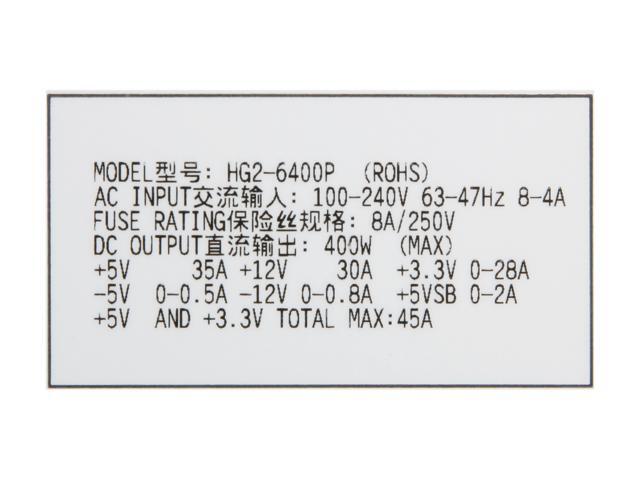 MODEL型号: HG2-6400P (ROHS)
AC INPUT交流输入: 100-240V 63-47Hz 8-4A
FUSE RATING保险丝规格: 8A/250V
DC OUTPUT直流输出: 400W (MAX)
+5V 35A +12V 30A +3.3V 0-28A
-5V 0-0.5A -12V 0-0.8A +5VSB 0-2A
+5V AND +3.3V TOTAL MAX:45A